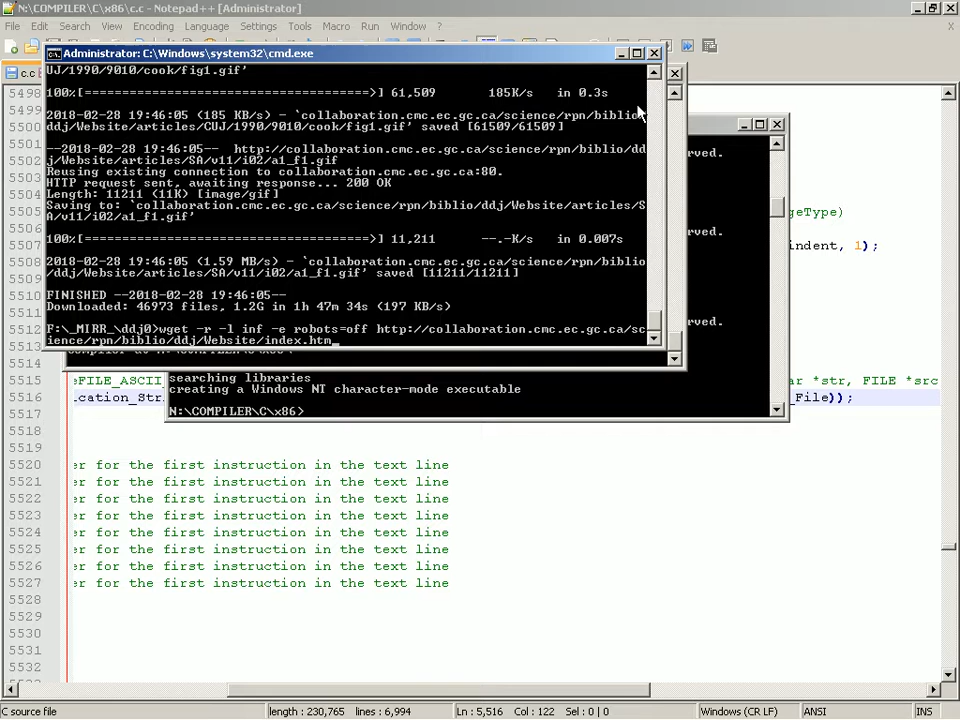 N:\COMPILER\C\x86\c.c - Notepad++ [Administrator]
File Edit Search View Encoding Language Settings Tools Macro Run Window
c.c
Administrator: C:\Windows\system32\cmd.exe
UJ/1990/9010/cook/fig1.gif'
100%[======================================>] 61,509 185K/s in 0.3s
2018-02-28 19:46:05 (185 KB/s) - `collaboration.cmc.ec.gc.ca/science/rpn/biblio/
ddj/Website/articles/CUJ/1990/9010/cook/fig1.gif' saved [61509/61509]
--2018-02-28 19:46:05-- http://collaboration.cmc.ec.gc.ca/science/rpn/biblio/dd
j/Website/articles/SA/v11/i02/a1_f1.gif
Reusing existing connection to collaboration.cmc.ec.gc.ca:80.
HTTP request sent, awaiting response... 200 OK
Length: 11211 (11K) [image/gif]
Saving to: `collaboration.cmc.ec.gc.ca/science/rpn/biblio/ddj/Website/articles/S
A/v11/i02/a1_f1.gif'
100%[======================================>] 11,211 --.-K/s in 0.007s
2018-02-28 19:46:05 (1.59 MB/s) - `collaboration.cmc.ec.gc.ca/science/rpn/biblio
/ddj/Website/articles/SA/v11/i02/a1_f1.gif' saved [11211/11211]
FINISHED --2018-02-28 19:46:05--
Downloaded: 46973 files, 1.2G in 1h 47m 34s (197 KB/s)
F:\_MIRR_\ddj0>wget -r -l inf -e robots=off http://collaboration.cmc.ec.gc.ca/sc
ience/rpn/biblio/ddj/Website/index.htm_
rved.
rved.
rved.
searching libraries
creating a Windows NT character-mode executable
N:\COMPILER\C\x86>
5498
5499
5500
5501
5502
5503
5504
5505 geType)
5506
5507 indent, 1);
5508
5509
5510
5511
5512
5513
5514
5515 eFILE_ASCII ar *str, FILE *src
5516 ication_Str _File));
5517
5518
5519
5520 er for the first instruction in the text line
5521 er for the first instruction in the text line
5522 er for the first instruction in the text line
5523 er for the first instruction in the text line
5524 er for the first instruction in the text line
5525 er for the first instruction in the text line
5526 er for the first instruction in the text line
5527 er for the first instruction in the text line
5528
5529
5530
5531
5532
C source file length : 230,765 lines : 6,994 Ln : 5,516 Col : 122 Sel : 0 | 0 Windows (CR LF) ANSI INS